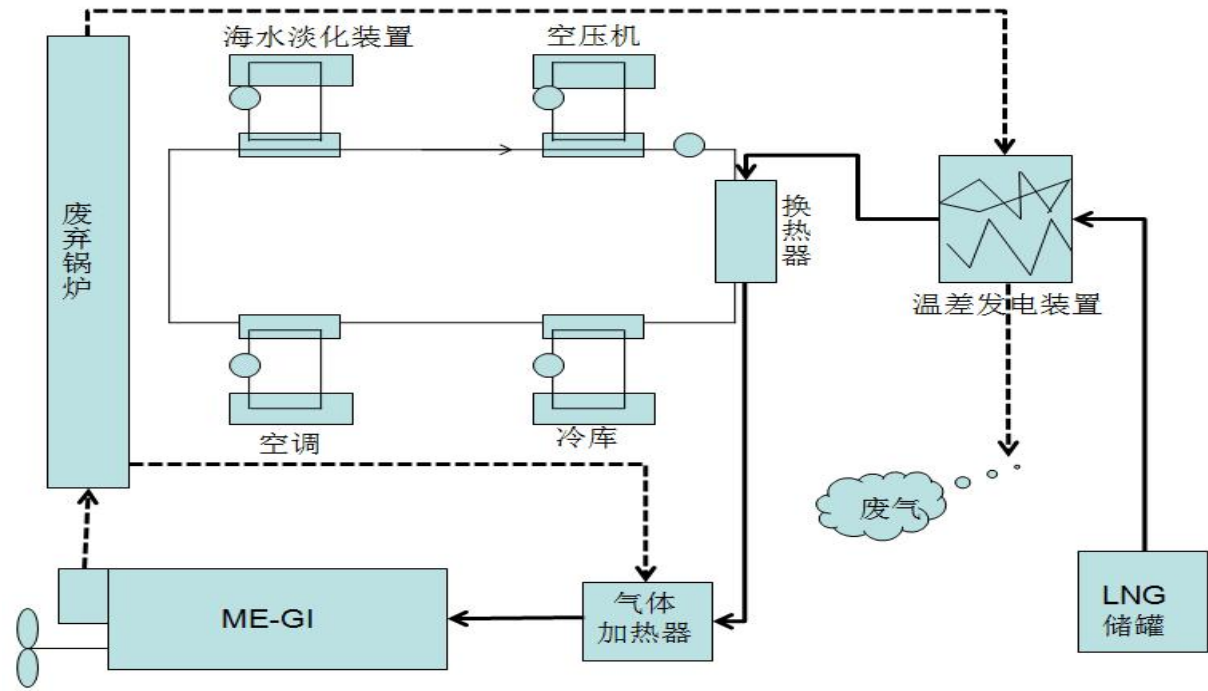 海水淡化装置
空压机
废弃锅炉
换热器
温差发电装置
空调
冷库
废气
ME-GI
气体
加热器
LNG
储罐